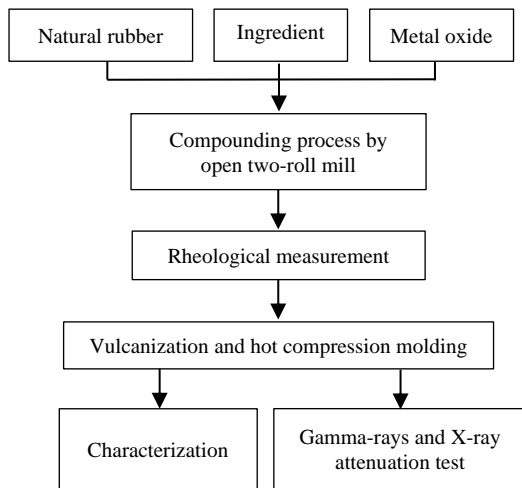 Natural rubber
Ingredient
Metal oxide
Compounding process by
open two-roll mill
Rheological measurement
Vulcanization and hot compression molding
Characterization
Gamma-rays and X-ray
attenuation test